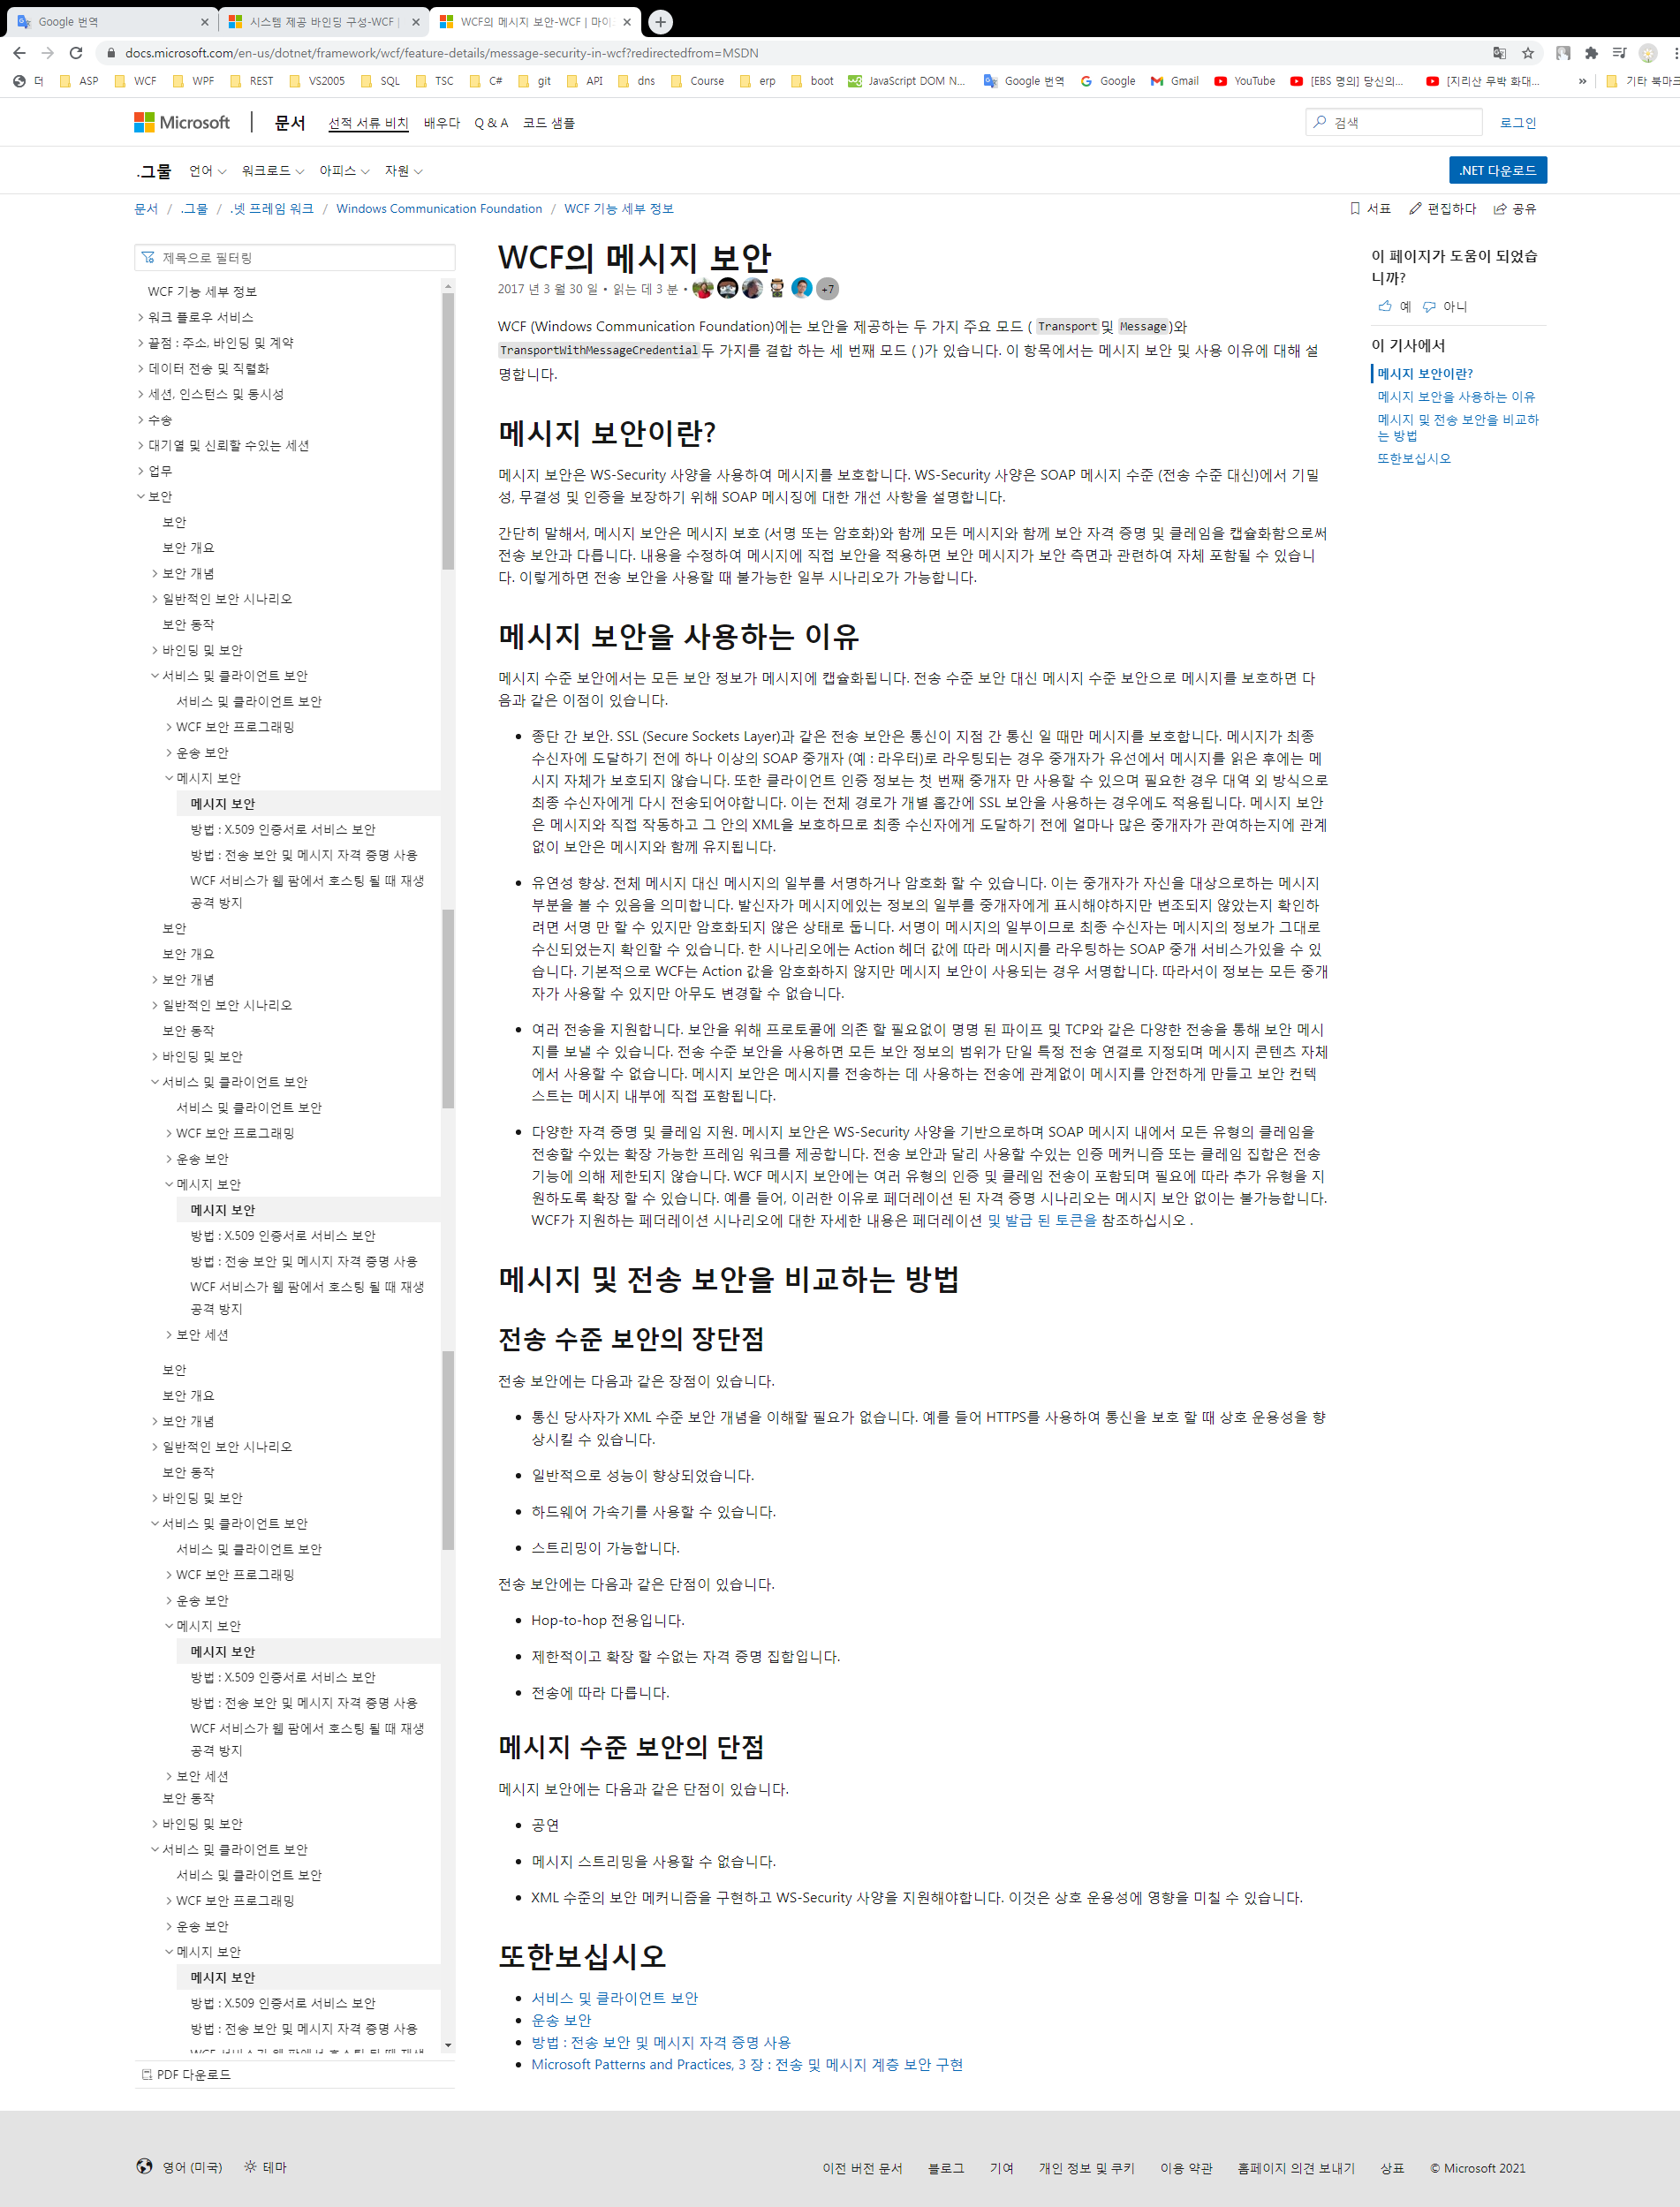 Google 번역
시스템 제공 바인딩 구성-WCF |
WCF의 메시지 보안-WCF | 마이
docs.microsoft.com/en-us/dotnet/framework/wcf/feature-details/message-security-in-wcf?redirectedfrom=MSDN
더 ASP WCF WPF REST VS2005 SQL TSC C# git API dns Course erp boot JavaScript DOM N... Google 번역 Google Gmail YouTube [EBS 명의] 당신의... [지리산 무박 화대... » 기타 북마크
Microsoft 문서 선적 서류 비치 배우다 Q & A 코드 샘플 검색 로그인
.그물 언어 워크로드 아피스 자원 .NET 다운로드
문서 / .그물 / .넷 프레임 워크 / Windows Communication Foundation / WCF 기능 세부 정보 서표 편집하다 공유
제목으로 필터링
WCF 기능 세부 정보
워크 플로우 서비스
끝점 : 주소, 바인딩 및 계약
데이터 전송 및 직렬화
세션, 인스턴스 및 동시성
수송
대기열 및 신뢰할 수있는 세션
업무
보안
보안
보안 개요
보안 개념
일반적인 보안 시나리오
보안 동작
바인딩 및 보안
서비스 및 클라이언트 보안
서비스 및 클라이언트 보안
WCF 보안 프로그래밍
운송 보안
메시지 보안
메시지 보안
방법 : X.509 인증서로 서비스 보안
방법 : 전송 보안 및 메시지 자격 증명 사용
WCF 서비스가 웹 팜에서 호스팅 될 때 재생
공격 방지
보안
보안 개요
보안 개념
일반적인 보안 시나리오
보안 동작
바인딩 및 보안
서비스 및 클라이언트 보안
서비스 및 클라이언트 보안
WCF 보안 프로그래밍
운송 보안
메시지 보안
메시지 보안
방법 : X.509 인증서로 서비스 보안
방법 : 전송 보안 및 메시지 자격 증명 사용
WCF 서비스가 웹 팜에서 호스팅 될 때 재생
공격 방지
보안 세션
보안
보안 개요
보안 개념
일반적인 보안 시나리오
보안 동작
바인딩 및 보안
서비스 및 클라이언트 보안
서비스 및 클라이언트 보안
WCF 보안 프로그래밍
운송 보안
메시지 보안
메시지 보안
방법 : X.509 인증서로 서비스 보안
방법 : 전송 보안 및 메시지 자격 증명 사용
WCF 서비스가 웹 팜에서 호스팅 될 때 재생
공격 방지
보안 세션
보안 동작
바인딩 및 보안
서비스 및 클라이언트 보안
서비스 및 클라이언트 보안
WCF 보안 프로그래밍
운송 보안
메시지 보안
메시지 보안
방법 : X.509 인증서로 서비스 보안
방법 : 전송 보안 및 메시지 자격 증명 사용
WCF 서비스가 웹 팜에서 호스팅 될 때 재생
PDF 다운로드
WCF의 메시지 보안
2017 년 3 월 30 일 • 읽는 데 3 분 • +7
WCF (Windows Communication Foundation)에는 보안을 제공하는 두 가지 주요 모드 ( Transport및 Message)와
TransportWithMessageCredential두 가지를 결합 하는 세 번째 모드 ( )가 있습니다. 이 항목에서는 메시지 보안 및 사용 이유에 대해 설
명합니다.
메시지 보안이란?
메시지 보안은 WS-Security 사양을 사용하여 메시지를 보호합니다. WS-Security 사양은 SOAP 메시지 수준 (전송 수준 대신)에서 기밀
성, 무결성 및 인증을 보장하기 위해 SOAP 메시징에 대한 개선 사항을 설명합니다.
간단히 말해서, 메시지 보안은 메시지 보호 (서명 또는 암호화)와 함께 모든 메시지와 함께 보안 자격 증명 및 클레임을 캡슐화함으로써
전송 보안과 다릅니다. 내용을 수정하여 메시지에 직접 보안을 적용하면 보안 메시지가 보안 측면과 관련하여 자체 포함될 수 있습니
다. 이렇게하면 전송 보안을 사용할 때 불가능한 일부 시나리오가 가능합니다.
메시지 보안을 사용하는 이유
메시지 수준 보안에서는 모든 보안 정보가 메시지에 캡슐화됩니다. 전송 수준 보안 대신 메시지 수준 보안으로 메시지를 보호하면 다
음과 같은 이점이 있습니다.
• 종단 간 보안. SSL (Secure Sockets Layer)과 같은 전송 보안은 통신이 지점 간 통신 일 때만 메시지를 보호합니다. 메시지가 최종
수신자에 도달하기 전에 하나 이상의 SOAP 중개자 (예 : 라우터)로 라우팅되는 경우 중개자가 유선에서 메시지를 읽은 후에는 메
시지 자체가 보호되지 않습니다. 또한 클라이언트 인증 정보는 첫 번째 중개자 만 사용할 수 있으며 필요한 경우 대역 외 방식으로
최종 수신자에게 다시 전송되어야합니다. 이는 전체 경로가 개별 홉간에 SSL 보안을 사용하는 경우에도 적용됩니다. 메시지 보안
은 메시지와 직접 작동하고 그 안의 XML을 보호하므로 최종 수신자에게 도달하기 전에 얼마나 많은 중개자가 관여하는지에 관계
없이 보안은 메시지와 함께 유지됩니다.
• 유연성 향상. 전체 메시지 대신 메시지의 일부를 서명하거나 암호화 할 수 있습니다. 이는 중개자가 자신을 대상으로하는 메시지
부분을 볼 수 있음을 의미합니다. 발신자가 메시지에있는 정보의 일부를 중개자에게 표시해야하지만 변조되지 않았는지 확인하
려면 서명 만 할 수 있지만 암호화되지 않은 상태로 둡니다. 서명이 메시지의 일부이므로 최종 수신자는 메시지의 정보가 그대로
수신되었는지 확인할 수 있습니다. 한 시나리오에는 Action 헤더 값에 따라 메시지를 라우팅하는 SOAP 중개 서비스가있을 수 있
습니다. 기본적으로 WCF는 Action 값을 암호화하지 않지만 메시지 보안이 사용되는 경우 서명합니다. 따라서이 정보는 모든 중개
자가 사용할 수 있지만 아무도 변경할 수 없습니다.
• 여러 전송을 지원합니다. 보안을 위해 프로토콜에 의존 할 필요없이 명명 된 파이프 및 TCP와 같은 다양한 전송을 통해 보안 메시
지를 보낼 수 있습니다. 전송 수준 보안을 사용하면 모든 보안 정보의 범위가 단일 특정 전송 연결로 지정되며 메시지 콘텐츠 자체
에서 사용할 수 없습니다. 메시지 보안은 메시지를 전송하는 데 사용하는 전송에 관계없이 메시지를 안전하게 만들고 보안 컨텍
스트는 메시지 내부에 직접 포함됩니다.
• 다양한 자격 증명 및 클레임 지원. 메시지 보안은 WS-Security 사양을 기반으로하며 SOAP 메시지 내에서 모든 유형의 클레임을
전송할 수있는 확장 가능한 프레임 워크를 제공합니다. 전송 보안과 달리 사용할 수있는 인증 메커니즘 또는 클레임 집합은 전송
기능에 의해 제한되지 않습니다. WCF 메시지 보안에는 여러 유형의 인증 및 클레임 전송이 포함되며 필요에 따라 추가 유형을 지
원하도록 확장 할 수 있습니다. 예를 들어, 이러한 이유로 페더레이션 된 자격 증명 시나리오는 메시지 보안 없이는 불가능합니다.
WCF가 지원하는 페더레이션 시나리오에 대한 자세한 내용은 페더레이션 및 발급 된 토큰을 참조하십시오 .
메시지 및 전송 보안을 비교하는 방법
전송 수준 보안의 장단점
전송 보안에는 다음과 같은 장점이 있습니다.
• 통신 당사자가 XML 수준 보안 개념을 이해할 필요가 없습니다. 예를 들어 HTTPS를 사용하여 통신을 보호 할 때 상호 운용성을 향
상시킬 수 있습니다.
• 일반적으로 성능이 향상되었습니다.
• 하드웨어 가속기를 사용할 수 있습니다.
• 스트리밍이 가능합니다.
전송 보안에는 다음과 같은 단점이 있습니다.
• Hop-to-hop 전용입니다.
• 제한적이고 확장 할 수없는 자격 증명 집합입니다.
• 전송에 따라 다릅니다.
메시지 수준 보안의 단점
메시지 보안에는 다음과 같은 단점이 있습니다.
• 공연
• 메시지 스트리밍을 사용할 수 없습니다.
• XML 수준의 보안 메커니즘을 구현하고 WS-Security 사양을 지원해야합니다. 이것은 상호 운용성에 영향을 미칠 수 있습니다.
또한보십시오
• 서비스 및 클라이언트 보안
• 운송 보안
• 방법 : 전송 보안 및 메시지 자격 증명 사용
• Microsoft Patterns and Practices, 3 장 : 전송 및 메시지 계층 보안 구현
이 페이지가 도움이 되었습
니까?
예 아니
이 기사에서
메시지 보안이란?
메시지 보안을 사용하는 이유
메시지 및 전송 보안을 비교하
는 방법
또한보십시오
영어 (미국) 테마
이전 버전 문서 블로그 기여 개인 정보 및 쿠키 이용 약관 홈페이지 의견 보내기 상표 © Microsoft 2021